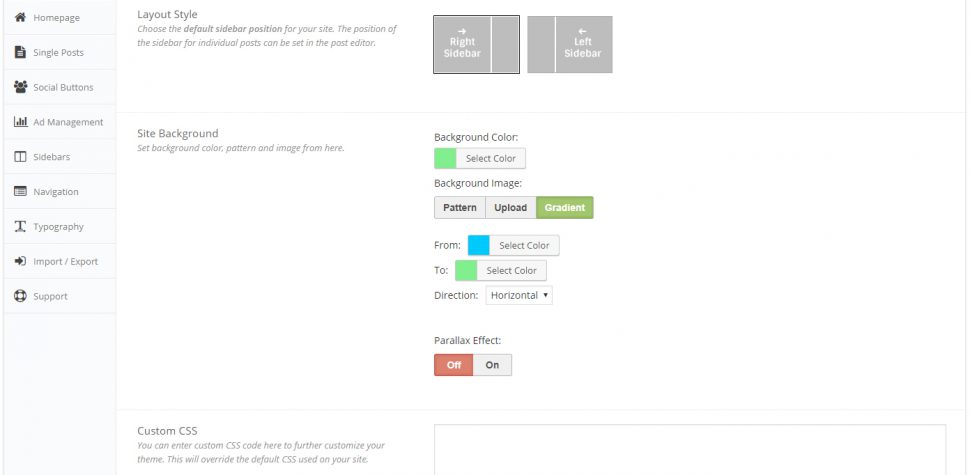 Homepage
Single Posts
Social Buttons
Ad Management
Sidebars
Navigation
Typography
Import / Export
Support
Layout Style
Choose the default sidebar position for your site. The position
of the sidebar for individual posts can be set in the post editor.
Right
Sidebar
Left
Sidebar
Site Background
Set background color, pattern and image from here.
Background Color:
Select Color
Background Image:
Pattern Upload Gradient
From: Select Color
To: Select Color
Direction: Horizontal
Parallax Effect:
Off On
Custom CSS
You can enter custom CSS code here to further customize your
theme. This will override the default CSS used on your site.